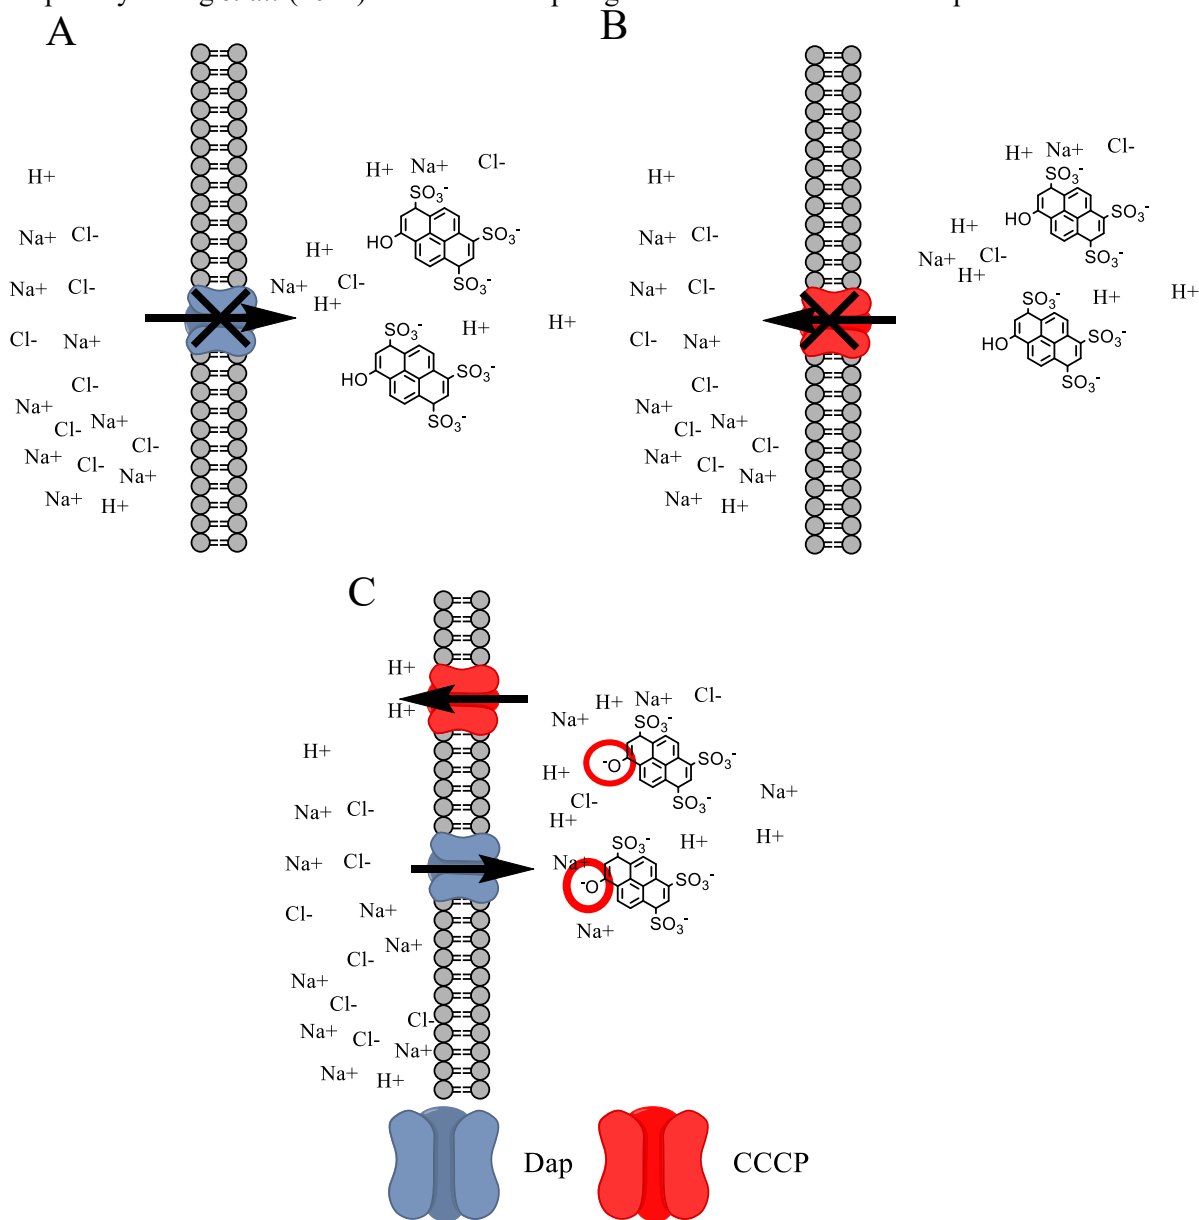 A
H+ Na+ Cl-
H+
SO3-
Na+ Cl-
HO
SO3-
H+
Na+ Cl-
Na+ Cl-
SO3-
H+
SO3-
H+
H+
Cl- Na+
SO3-
HO
Cl-
Na+
SO3-
Cl- Na+
Cl-
Na+ Cl-
Na+
Na+ H+
B
H+ Na+ Cl-
H+
SO3-
SO3-
HO
H+
Na+ Cl-
SO3-
Na+ Cl-
H+
Na+ Cl-
SO3-
H+
H+
Cl- Na+
HO
SO3-
SO3-
Cl-
Na+
Cl- Na+
Cl-
Na+ Cl-
Na+
Na+ H+
C
H+
H+ Na+ Cl-
H+
Na+
SO3-
H+
-O
SO3-
H+
Na+
SO3-
Na+ Cl-
Cl-
H+
H+
H+
SO3-
Na+ Cl-
Na+
-O
SO3-
Cl- Na+
SO3-
Na+
Na+
Cl-
Na+
Cl-
Cl-
Na+ Cl-
Na+
Na+ H+
Dap CCCP